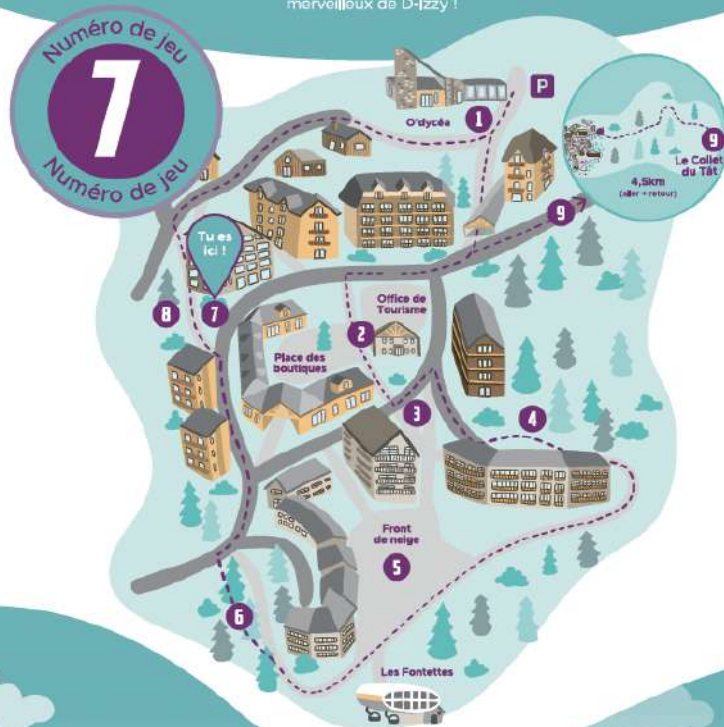 merveilleux de D-Izzy !
Numéro de jeu
7
Numéro de jeu
O'dycéa
1
P
9
Le Collet
du Tât
4,5km
(aller + retour)
9
Tu es
ici !
8
7
Office de
Tourisme
2
Place des
boutiques
3
4
Front
de neige
5
6
Les Fontettes